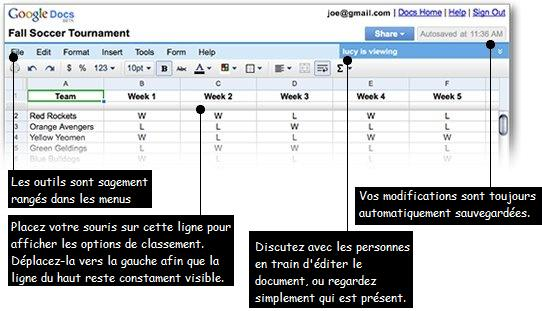 Google Docs
BETA
joe@gmail.com | Docs Home | Help | Sign Out
Fall Soccer Tournament
Share
Autosaved at 11:36 AM
File Edit Format Insert Tools Form Help
lucy is viewing
$ % 123 10pt B Abc A F T Σ
A B C D E F
1 Team Week 1 Week 2 Week 3 Week 4 Week 5
2 Red Rockets W W L W W
3 Orange Avengers L L W L L
4 Yellow Yeomen W L L W L
5 Green Geldings W L W L W
6 Blue Bulldogs L W L W L
Les outils sont sagement
rangés dans les menus
Placez votre souris sur cette ligne pour
afficher les options de classement.
Déplacez-la vers la gauche afin que la
ligne du haut reste constament visible.
Discutez avec les personnes
en train d'éditer le
document, ou regardez
simplement qui est présent.
Vos modifications sont toujours
automatiquement sauvegardées.